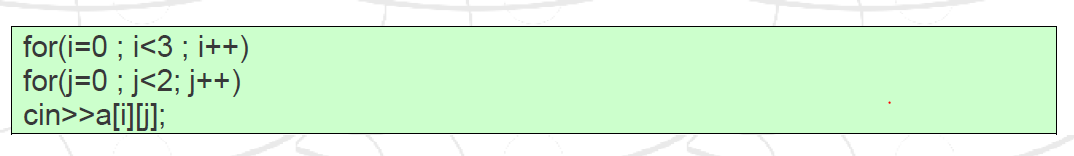 for(i=0 ; i<3 ; i++)
for(j=0 ; j<2; j++)
cin>>a[i][j];